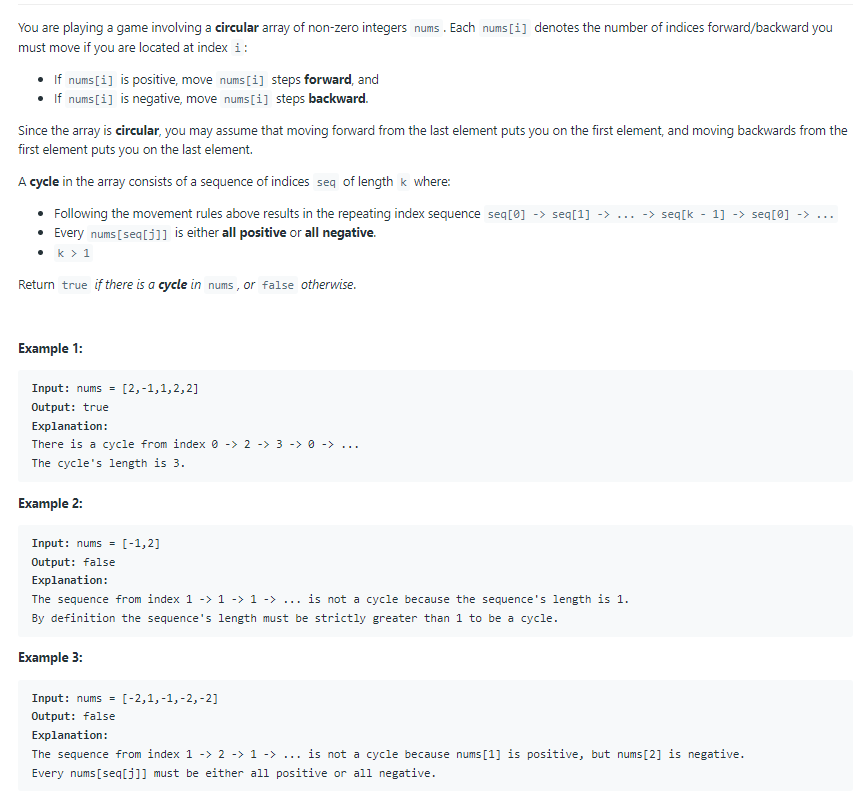 You are playing a game involving a circular array of non-zero integers nums . Each nums[i] denotes the number of indices forward/backward you
must move if you are located at index i :
• If nums[i] is positive, move nums[i] steps forward, and
• If nums[i] is negative, move nums[i] steps backward.
Since the array is circular, you may assume that moving forward from the last element puts you on the first element, and moving backwards from the
first element puts you on the last element.
A cycle in the array consists of a sequence of indices seq of length k where:
• Following the movement rules above results in the repeating index sequence seq[0] -> seq[1] -> ... -> seq[k - 1] -> seq[0] -> ...
• Every nums[seq[j]] is either all positive or all negative.
• k > 1
Return true if there is a cycle in nums , or false otherwise.
Example 1:
Input: nums = [2,-1,1,2,2]
Output: true
Explanation:
There is a cycle from index 0 -> 2 -> 3 -> 0 -> ...
The cycle's length is 3.
Example 2:
Input: nums = [-1,2]
Output: false
Explanation:
The sequence from index 1 -> 1 -> 1 -> ... is not a cycle because the sequence's length is 1.
By definition the sequence's length must be strictly greater than 1 to be a cycle.
Example 3:
Input: nums = [-2,1,-1,-2,-2]
Output: false
Explanation:
The sequence from index 1 -> 2 -> 1 -> ... is not a cycle because nums[1] is positive, but nums[2] is negative.
Every nums[seq[j]] must be either all positive or all negative.